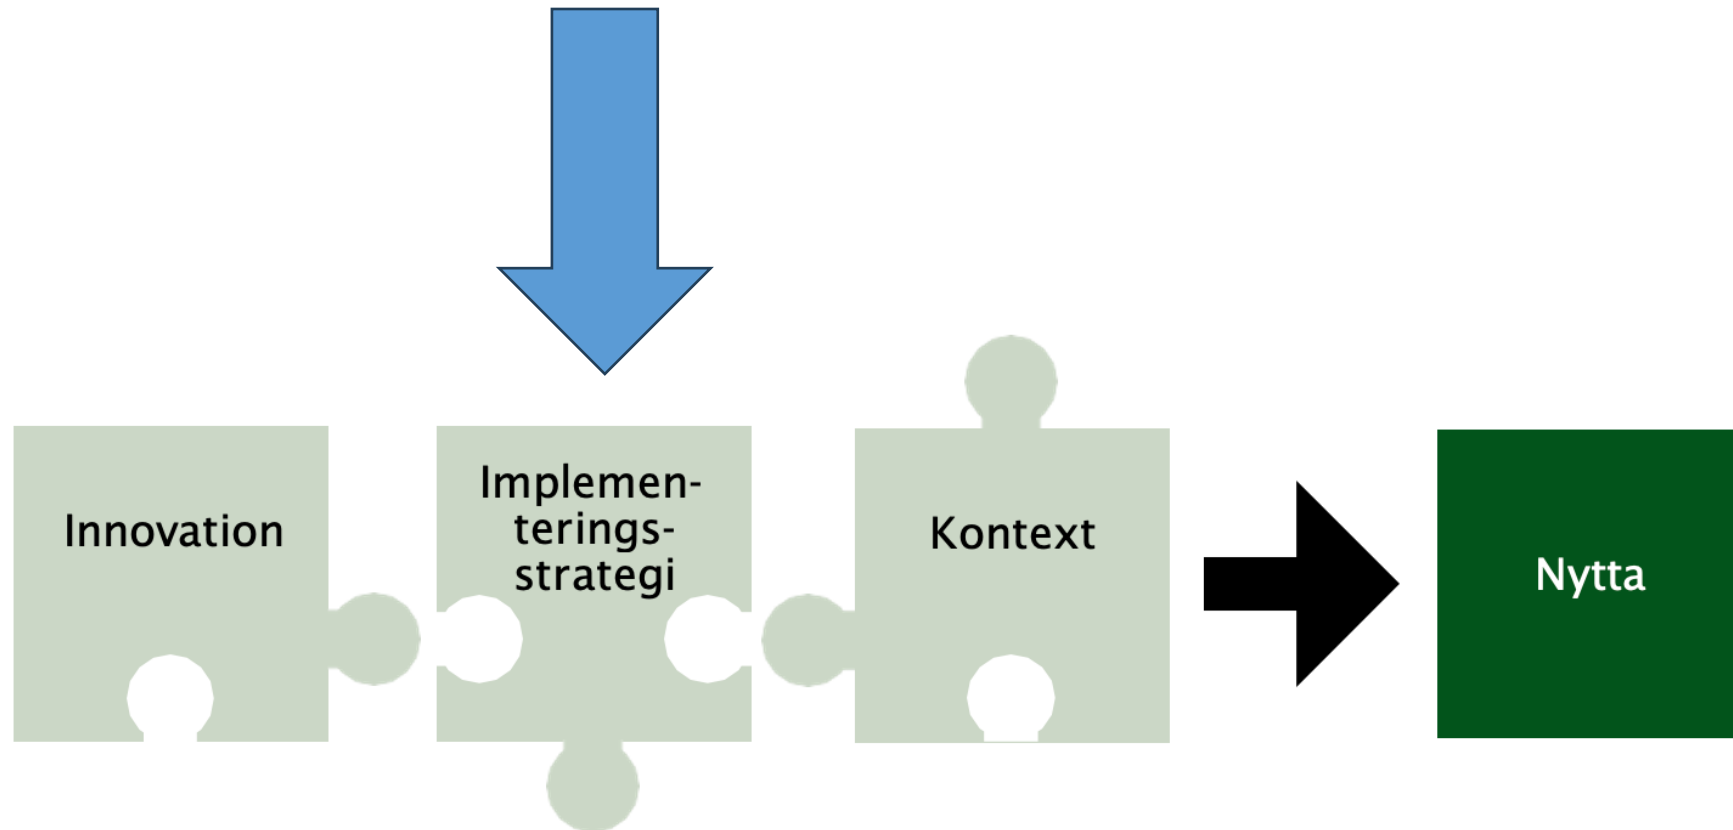 Innovation
Implemen-
terings-
strategi
Kontext
Nytta